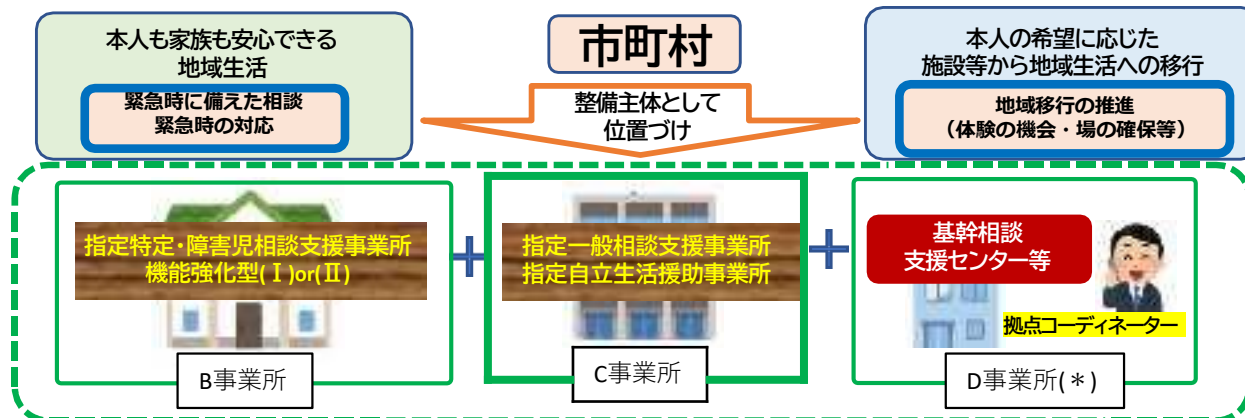 本人も家族も安心できる
地域生活
緊急時に備えた相談
緊急時の対応
市町村
整備主体として
位置づけ
本人の希望に応じた
施設等から地域生活への移行
地域移行の推進
（体験の機会・場の確保等）
指定特定・障害児相談支援事業所
機能強化型(Ⅰ)or(Ⅱ)
B事業所
+
指定一般相談支援事業所
指定自立生活援助事業所
C事業所
+
基幹相談
支援センター等
拠点コーディネーター
D事業所(＊)